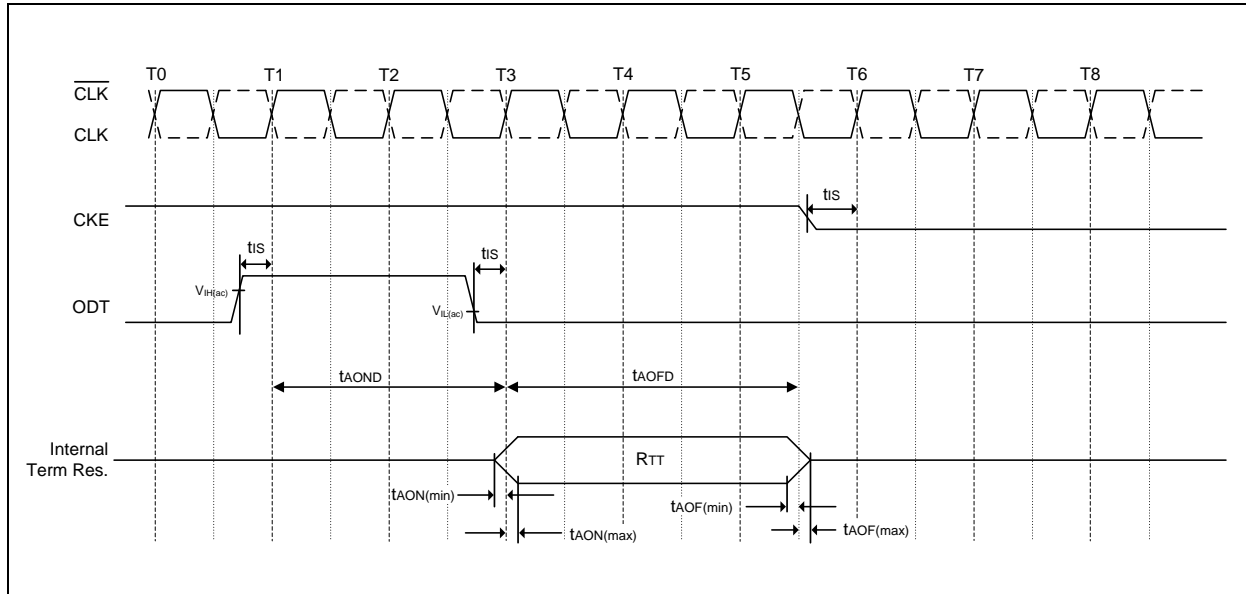 T0 T1 T2 T3 T4 T5 T6 T7 T8
CLK
CLK
CKE
tIS
tIS
tIS
VIH(ac)
ODT
VIL(ac)
tAOND
tAOFD
Internal
Term Res.
RTT
tAON(min)
tAOF(min)
tAON(max)
tAOF(max)